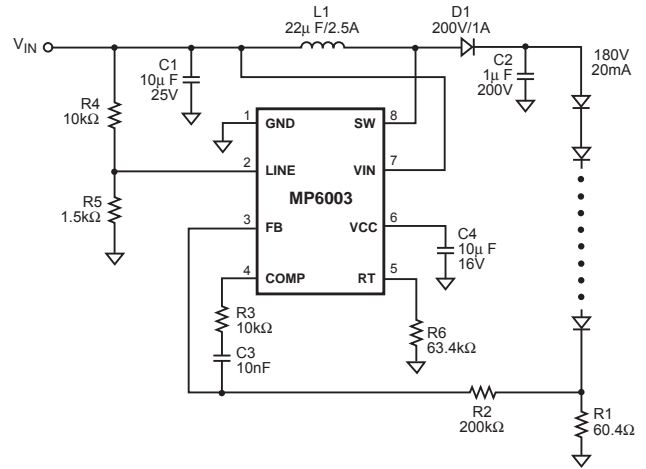 L1
22µ F/2.5A
D1
200V/1A
VIN
C1
10µ F
25V
C2
1µ F
200V
180V
20mA
R4
10kΩ
1
GND
SW
8
2
LINE
VIN
7
MP6003
R5
1.5kΩ
3
FB
VCC
6
C4
10µ F
16V
4
COMP
RT
5
R3
10kΩ
R6
63.4kΩ
C3
10nF
R2
200kΩ
R1
60.4Ω